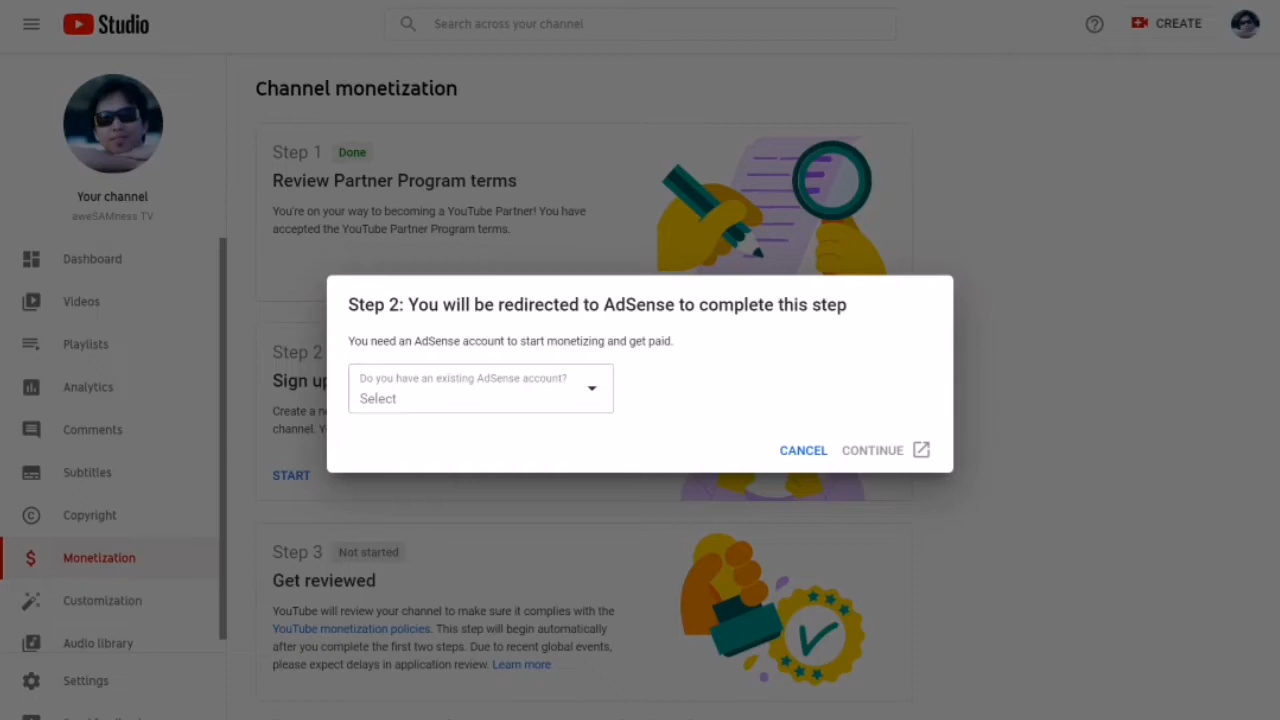 Studio
Search across your channel
CREATE
Channel monetization
Step 1 Done
Review Partner Program terms
You're on your way to becoming a YouTube Partner! You have
accepted the YouTube Partner Program terms.
Your channel
aweSAMness TV
Dashboard
Videos
Playlists
Analytics
Comments
Subtitles
Copyright
Monetization
Customization
Audio library
Settings
Step 2: You will be redirected to AdSense to complete this step
You need an AdSense account to start monetizing and get paid.
Do you have an existing AdSense account?
Select
CANCEL CONTINUE
Step 2
Sign up
Create a
channel.
START
Step 3 Not started
Get reviewed
YouTube will review your channel to make sure it complies with the
YouTube monetization policies. This step will begin automatically
after you complete the first two steps. Due to recent global events,
please expect delays in application review. Learn more